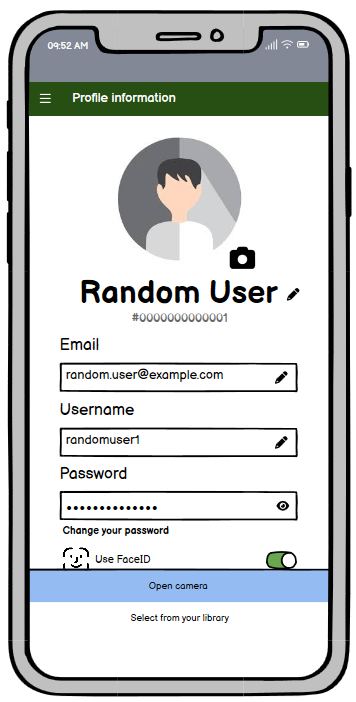 09:52 AM
Profile information
Random User
#0000000000001
Email
random.user@example.com
Username
randomuser1
Password
••••••••••••••
Change your password
Use FaceID
Open camera
Select from your library